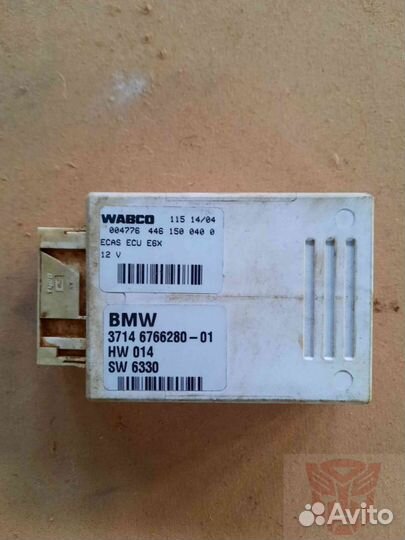 WABCO 115 14/04
004776 446 150 040 0
ECAS ECU E6X
12 V
BMW
3714 6766280-01
HW 014
SW 6330
Avito